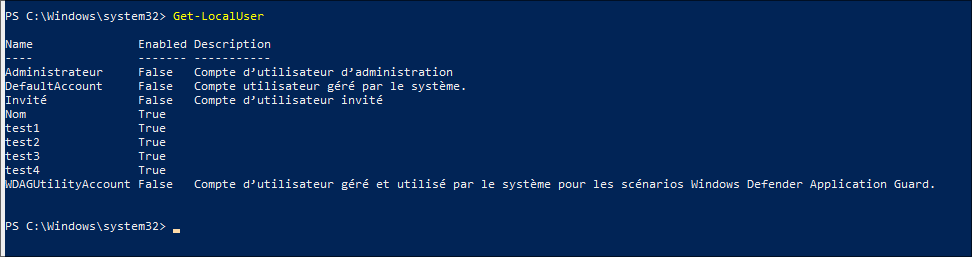 PS C:\Windows\system32> Get-LocalUser
Name Enabled Description
---- ------- -----------
Administrateur False Compte d’utilisateur d’administration
DefaultAccount False Compte utilisateur géré par le système.
Invité False Compte d’utilisateur invité
Nom True
test1 True
test2 True
test3 True
test4 True
WDAGUtilityAccount False Compte d’utilisateur géré et utilisé par le système pour les scénarios Windows Defender Application Guard.
PS C:\Windows\system32>